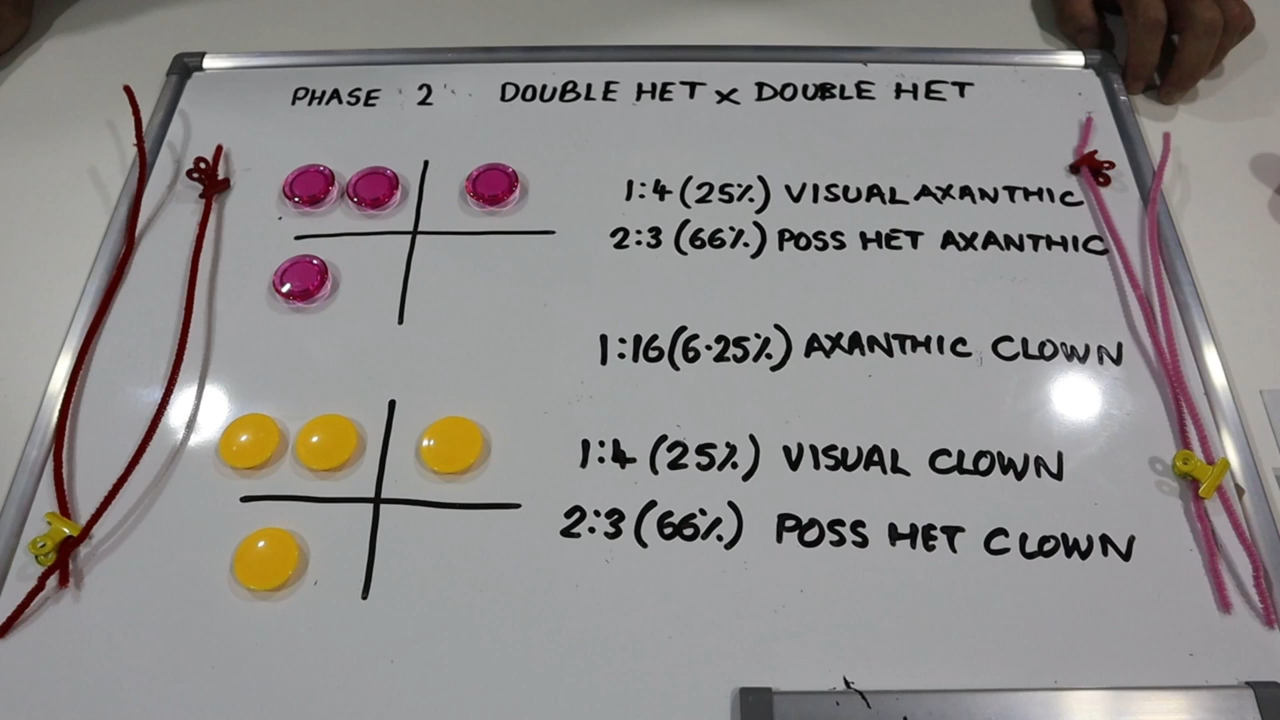 PHASE 2 DOUBLE HET x DOUBLE HET
1:4 (25%) VISUAL AXANTHIC
2:3 (66%) POSS HET AXANTHIC
1:16 (6.25%) AXANTHIC CLOWN
1:4 (25%) VISUAL CLOWN
2:3 (66%) POSS HET CLOWN